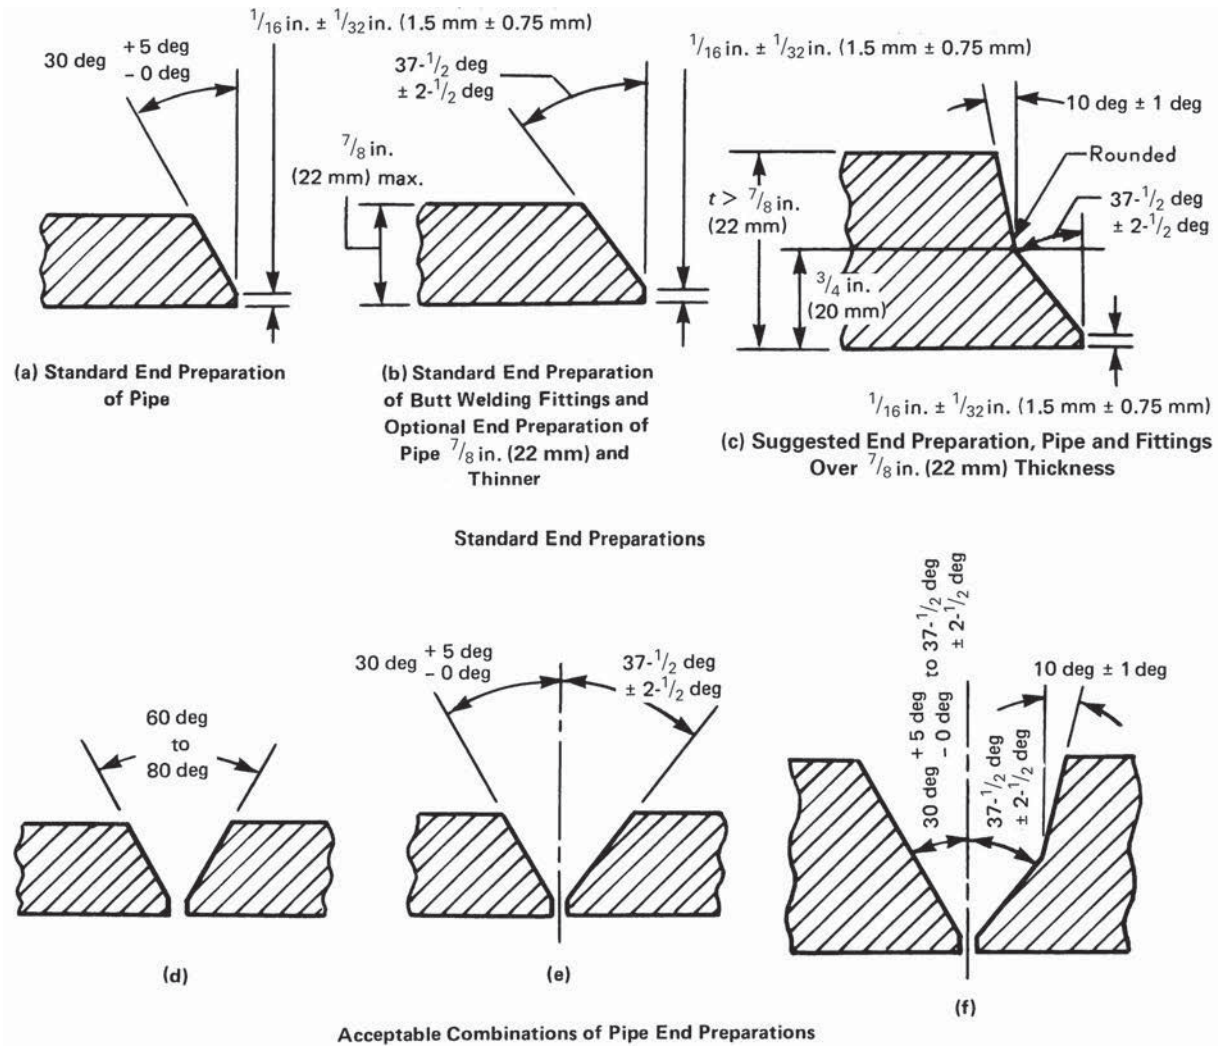 1/16 in. ± 1/32 in. (1.5 mm ± 0.75 mm)
30 deg + 5 deg
– 0 deg
37-1/2 deg
± 2-1/2 deg
7/8 in.
(22 mm) max.
1/16 in. ± 1/32 in. (1.5 mm ± 0.75 mm)
10 deg ± 1 deg
Rounded
t > 7/8 in.
(22 mm)
37-1/2 deg
± 2-1/2 deg
3/4 in.
(20 mm)
1/16 in. ± 1/32 in. (1.5 mm ± 0.75 mm)
(a) Standard End Preparation
of Pipe
(b) Standard End Preparation
of Butt Welding Fittings and
Optional End Preparation of
Pipe 7/8 in. (22 mm) and
Thinner
(c) Suggested End Preparation, Pipe and Fittings
Over 7/8 in. (22 mm) Thickness
Standard End Preparations
60 deg
to
80 deg
(d)
30 deg + 5 deg
– 0 deg
37-1/2 deg
± 2-1/2 deg
(e)
30 deg + 5 deg
– 0 deg
to 37-1/2 deg
± 2-1/2 deg
37-1/2 deg
± 2-1/2 deg
10 deg ± 1 deg
(f)
Acceptable Combinations of Pipe End Preparations